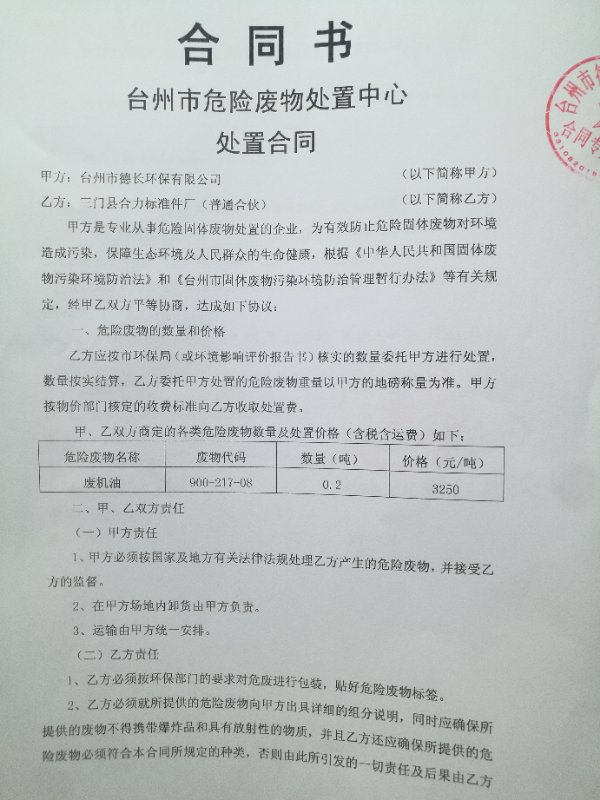 合同书
台州市危险废物处置中心
处置合同
甲方：台州市德长环保有限公司 （以下简称甲方）
乙方：三门县合力标准件厂（普通合伙） （以下简称乙方）
甲方是专业从事危险固体废物处置的企业，为有效防止危险固体废物对环境
造成污染，保障生态环境及人民群众的生命健康，根据《中华人民共和国固体废
物污染环境防治法》和《台州市固体废物污染环境防治管理暂行办法》等有关规
定，经甲乙双方平等协商，达成如下协议：
一、危险废物的数量和价格
乙方应按市环保局（或环境影响评价报告书）核实的数量委托甲方进行处置，
数量按实结算，乙方委托甲方处置的危险废物重量以甲方的地磅称量为准。甲方
按物价部门核定的收费标准向乙方收取处置费。
甲、乙双方商定的各类危险废物数量及处置价格（含税含运费）如下：
危险废物名称 废物代码 数量（吨） 价格（元/吨）
废机油 900-217-08 0.2 3250
二、甲、乙双方责任
（一）甲方责任
1、甲方必须按国家及地方有关法律法规处理乙方产生的危险废物，并接受乙
方的监督。
2、在甲方场地内卸货由甲方负责。
3、运输由甲方统一安排。
（二）乙方责任
1、乙方必须按环保部门的要求对危废进行包装，贴好危险废物标签。
2、乙方必须就所提供的危险废物向甲方出具详细的组分说明，同时应确保所
提供的废物不得携带爆炸品和具有放射性的物质，并且乙方还应确保所提供的危
险废物必须符合本合同所规定的种类，否则由此所引发的一切责任及后果由乙方
台州市德
合同专